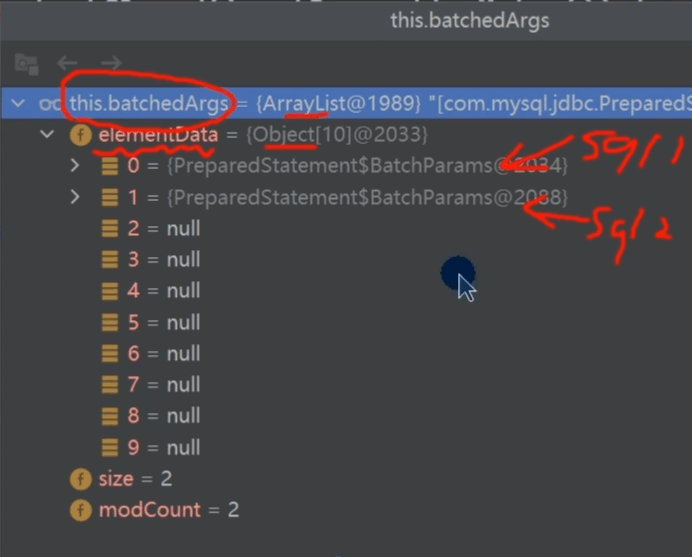 this.batchedArgs
this.batchedArgs = {ArrayList@1989} "[com.mysql.jdbc.PreparedS
elementData = {Object[10]@2033}
0 = {PreparedStatement$BatchParams@2034} sql1
1 = {PreparedStatement$BatchParams@2088}
sql2
2 = null
3 = null
4 = null
5 = null
6 = null
7 = null
8 = null
9 = null
size = 2
modCount = 2